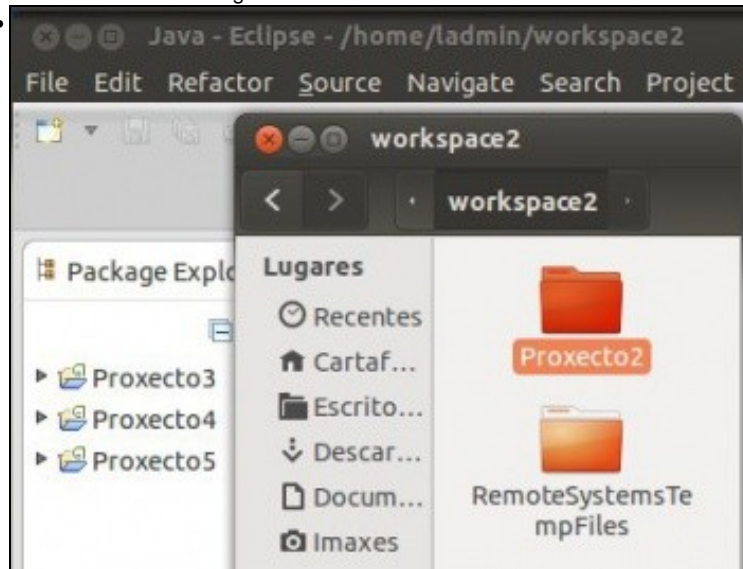 Java - Eclipse - /home/ladmin/workspace2
File Edit Refactor Source Navigate Search Project
workspace2
workspace2
Package Explo
Proxecto3
Proxecto4
Proxecto5
Lugares
Recentes
Cartaf...
Escrito...
Descar...
Docum...
Imaxes
Proxecto2
RemoteSystemsTe
mpFiles